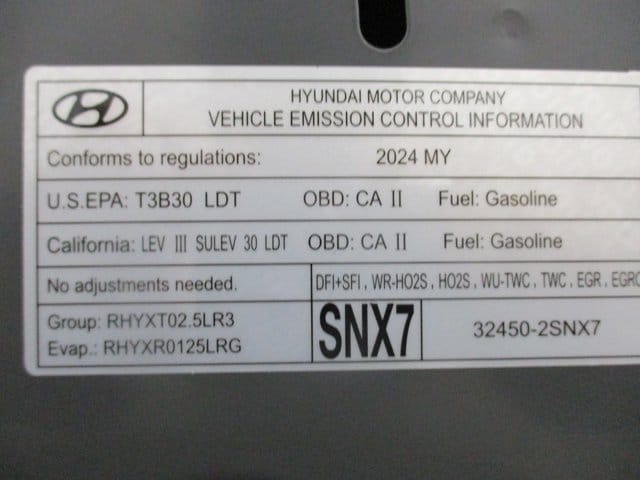 HYUNDAI MOTOR COMPANY
VEHICLE EMISSION CONTROL INFORMATION
Conforms to regulations: 2024 MY
U.S.EPA: T3B30 LDT OBD: CA II Fuel: Gasoline
California: LEV III SULEV 30 LDT OBD: CA II Fuel: Gasoline
No adjustments needed. DFI+SFI , WR-HO2S , HO2S , WU-TWC , TWC , EGR , EGRC
Group: RHYXT02.5LR3
Evap.: RHYXR0125LRG
SNX7
32450-2SNX7